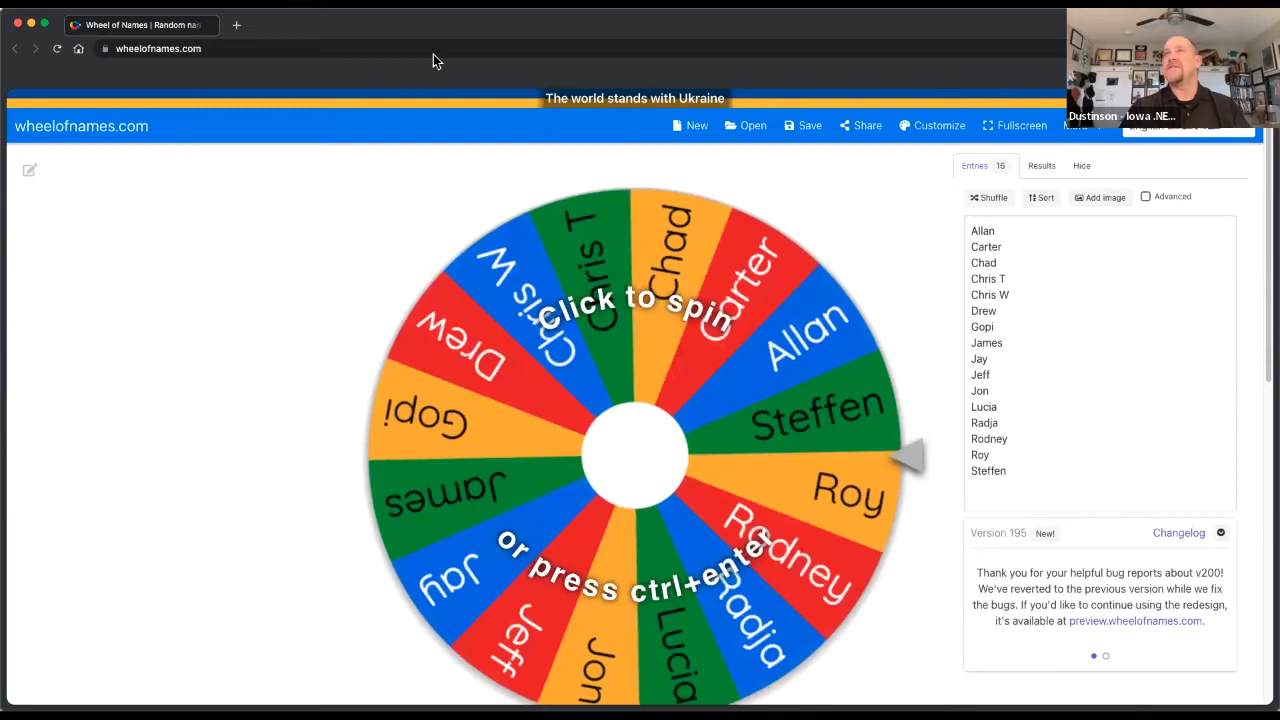 Wheel of Names | Random nan
wheelofnames.com
The world stands with Ukraine
Dustinson - Iowa .NE...
wheelofnames.com
New
Open
Save
Share
Customize
Fullscreen
Entries 16
Results
Hide
Shuffle
Sort
Add image
Advanced
Allan
Carter
Chad
Chris T
Chris W
Drew
Gopi
James
Jay
Jeff
Jon
Lucia
Radja
Rodney
Roy
Steffen
Click to spin
or press ctrl+enter
Chad
Carter
Allan
Steffen
Roy
Rodney
Radja
Lucia
Jon
Jeff
Jay
James
Gopi
Drew
Chris W
Chris T
Version 195 New!
Changelog
Thank you for your helpful bug reports about v200!
We've reverted to the previous version while we fix
the bugs. If you'd like to continue using the redesign,
it's available at preview.wheelofnames.com.